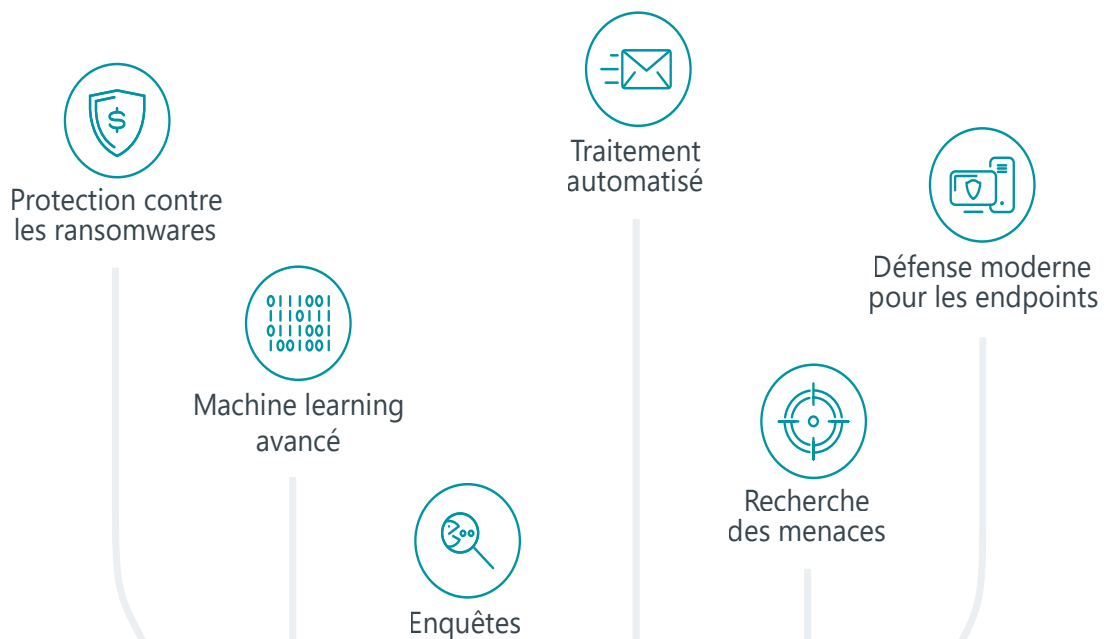 Protection contre
les ransomwares
0111001
1110111
0111001
1001001
Machine learning
avancé
Enquêtes
Traitement
automatisé
Recherche
des menaces
Défense moderne
pour les endpoints
$